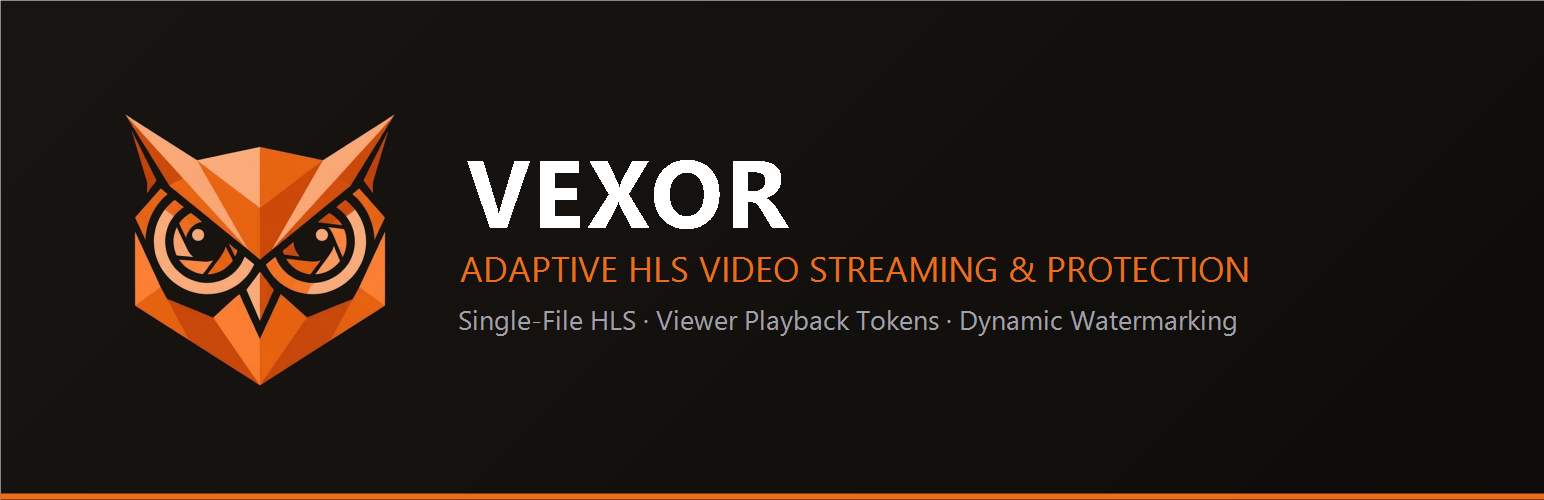 VEXOR
ADAPTIVE HLS VIDEO STREAMING & PROTECTION
Single-File HLS · Viewer Playback Tokens · Dynamic Watermarking